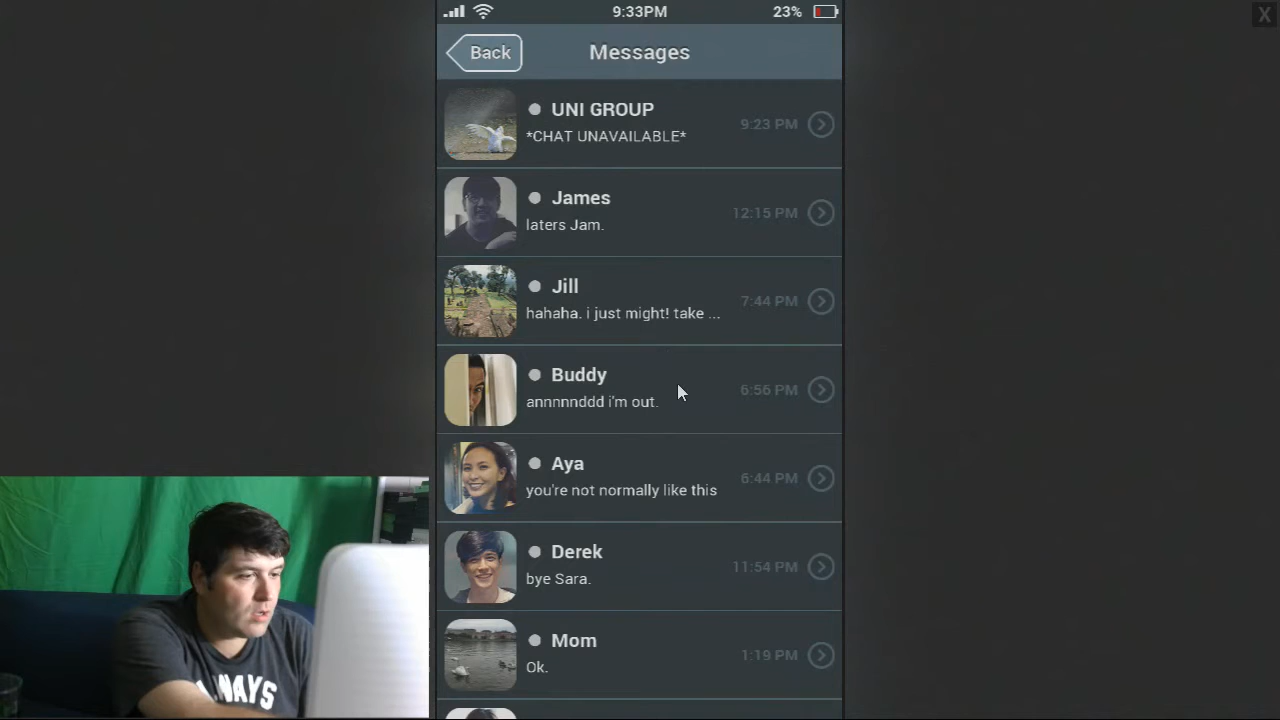 9:33PM 23%
X
Back Messages
UNI GROUP
*CHAT UNAVAILABLE*
9:23 PM
James
laters Jam.
12:15 PM
Jill
hahaha. i just might! take ...
7:44 PM
Buddy
annnnnddd i'm out.
6:56 PM
Aya
you're not normally like this
6:44 PM
Derek
bye Sara.
11:54 PM
Mom
Ok.
1:19 PM